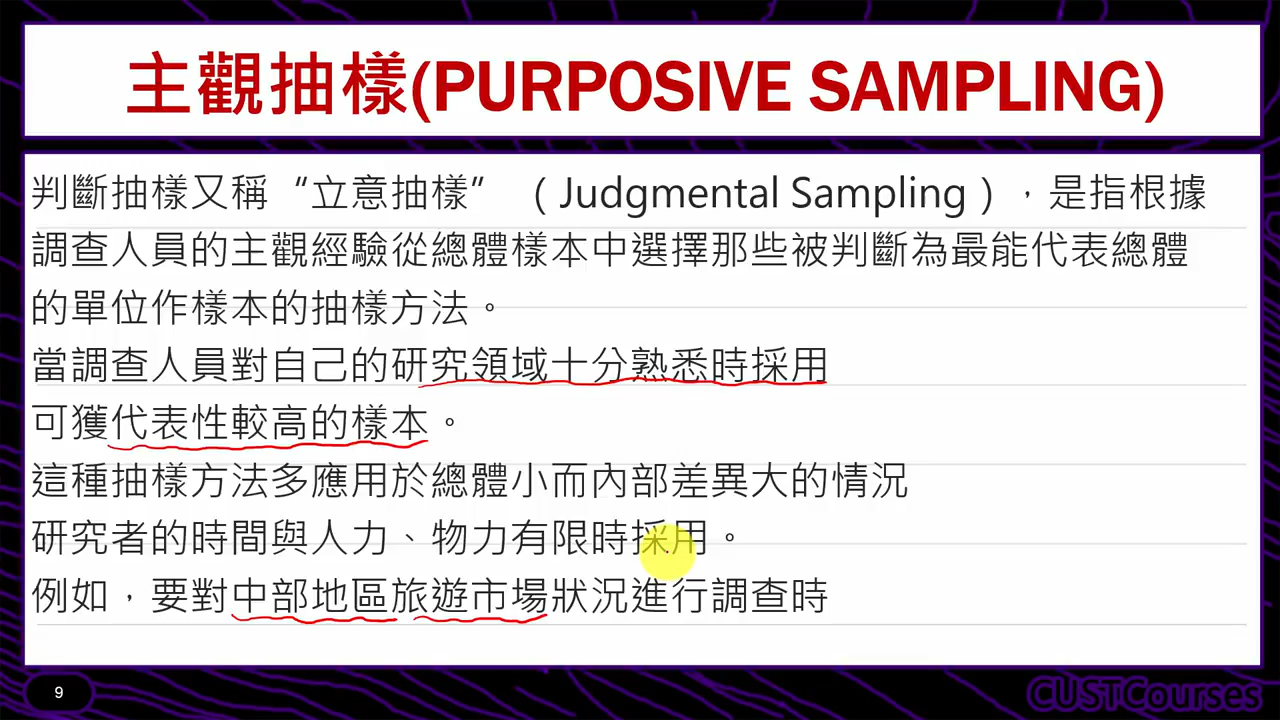 主觀抽樣(PURPOSIVE SAMPLING)
判斷抽樣又稱“立意抽樣”（Judgmental Sampling），是指根據
調查人員的主觀經驗從總體樣本中選擇那些被判斷為最能代表總體
的單位作樣本的抽樣方法。
當調查人員對自己的研究領域十分熟悉時採用
可獲代表性較高的樣本。
這種抽樣方法多應用於總體小而內部差異大的情況
研究者的時間與人力、物力有限時採用。
例如，要對中部地區旅遊市場狀況進行調查時
9
CUSTCourses